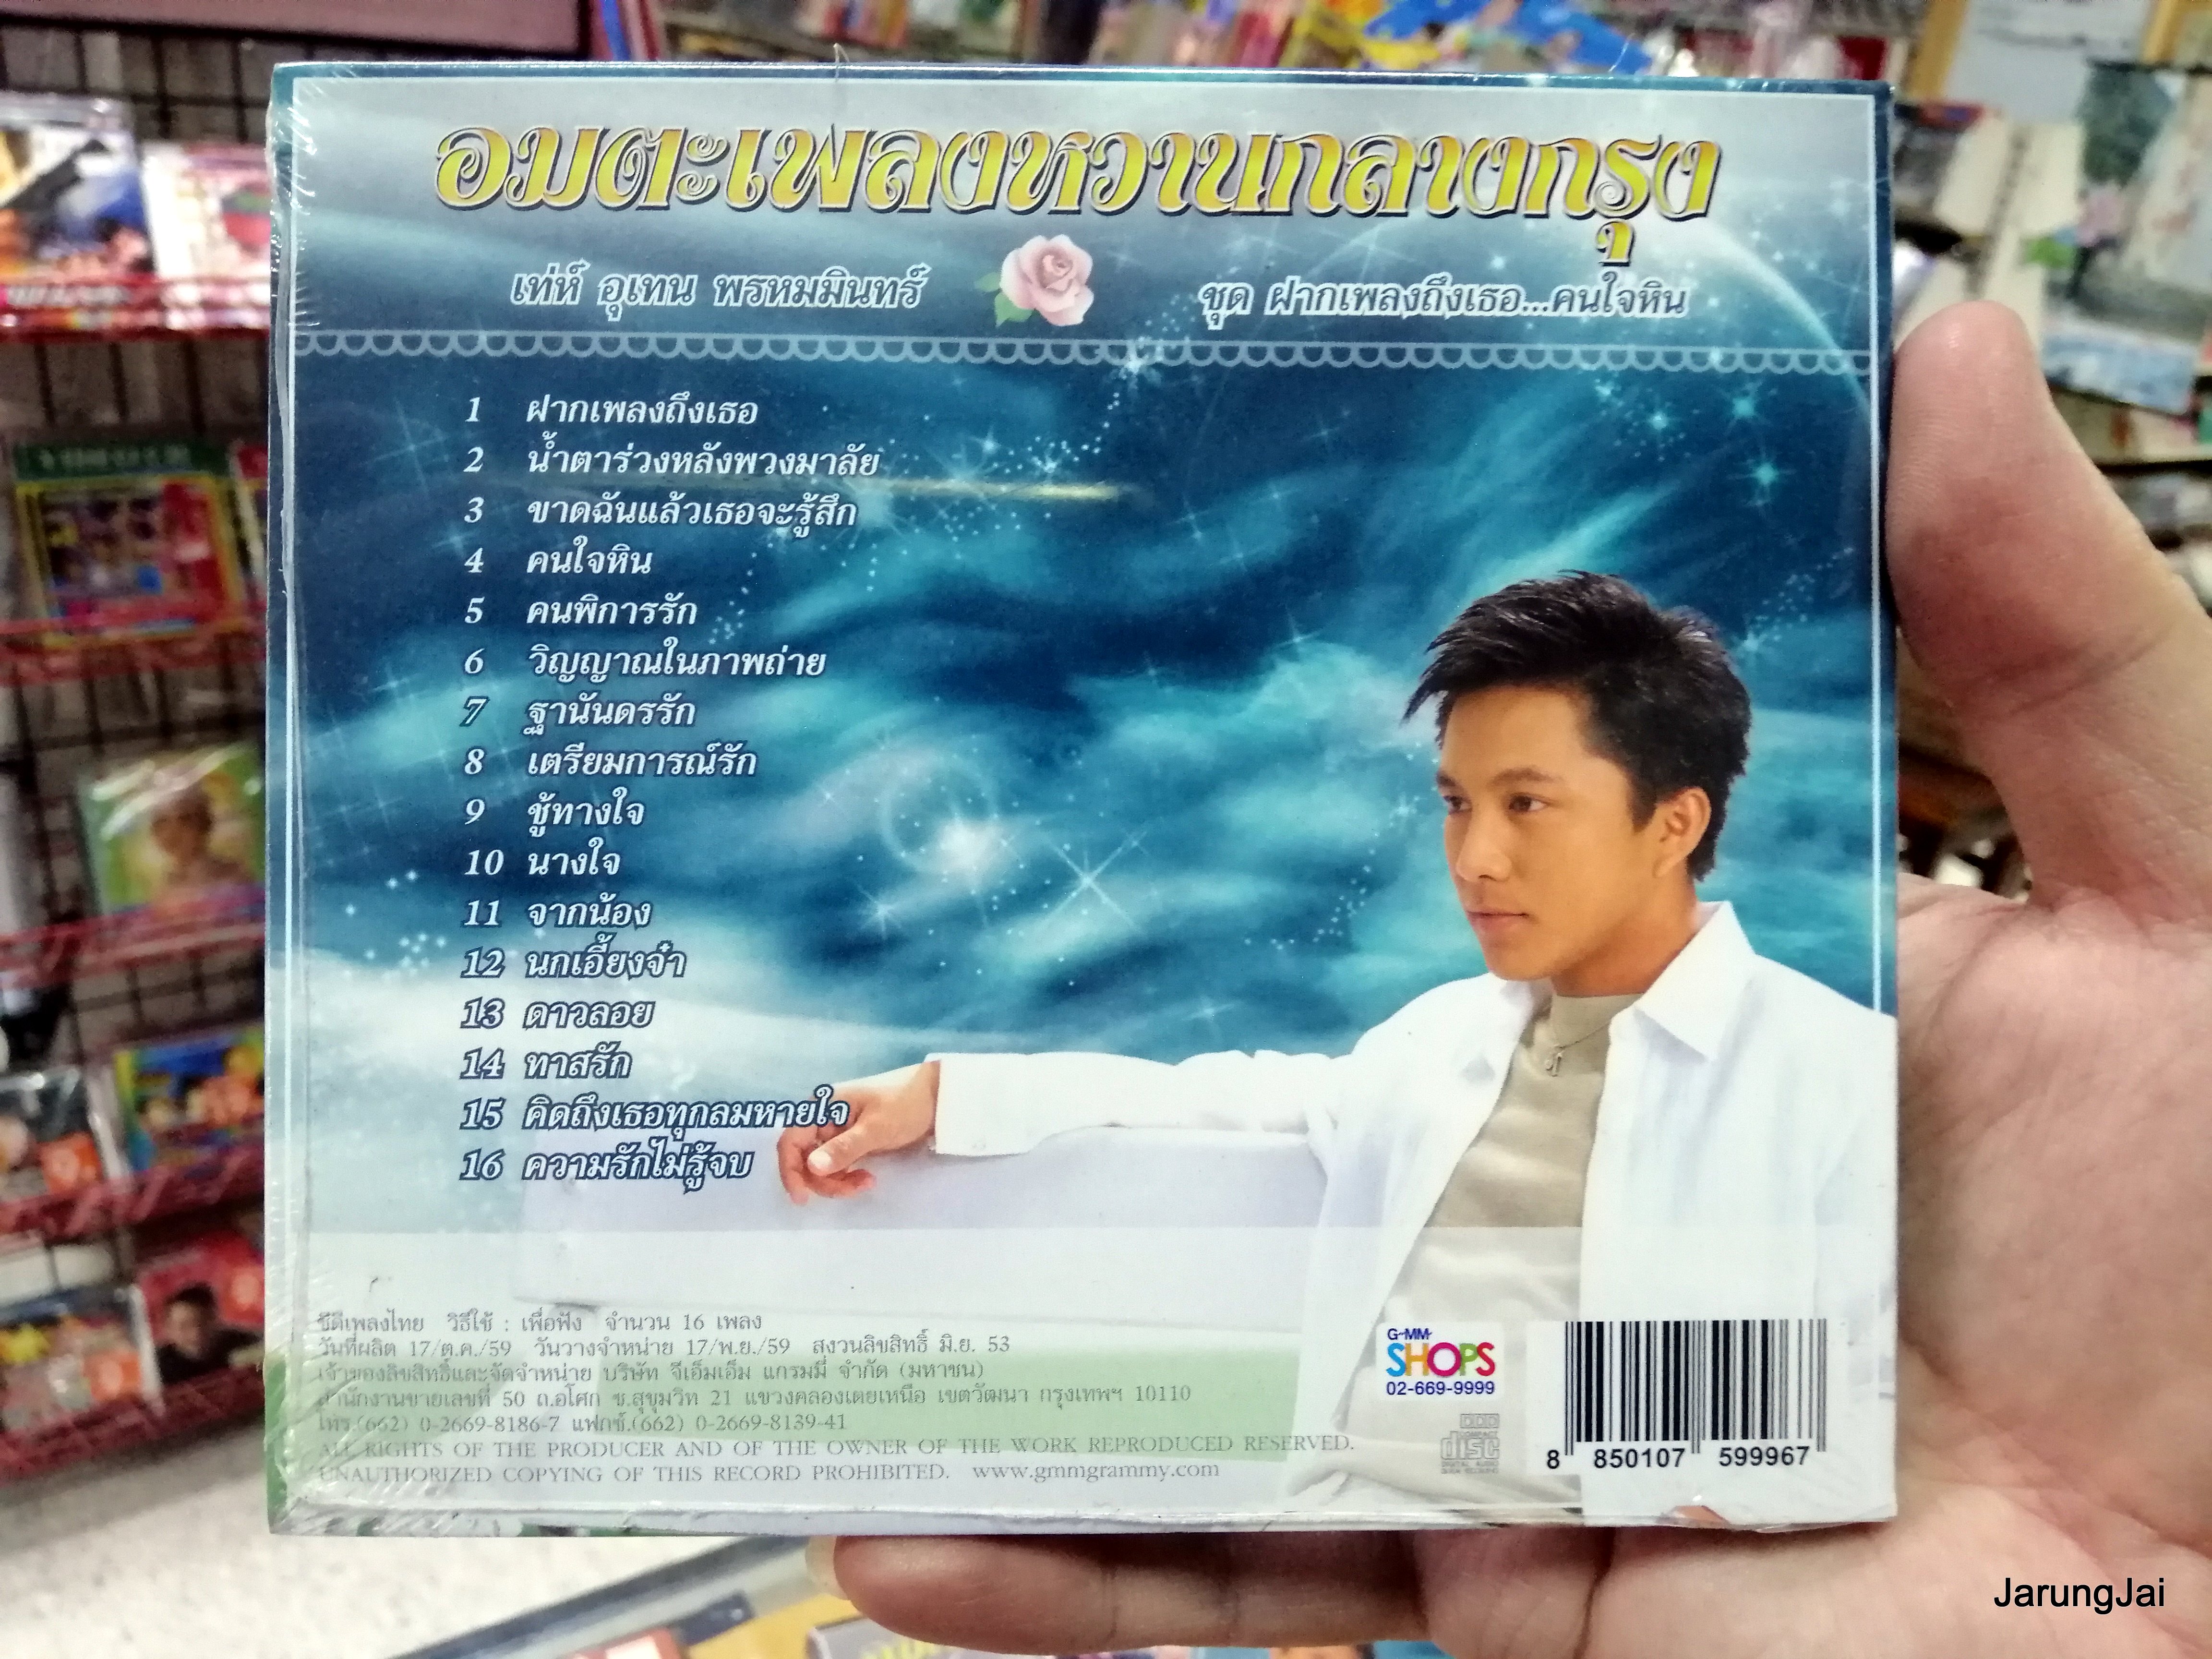 อมตะเพลงหวานกลางกรุง
เท่ห์ อุเทน พรหมมินทร์
ชุด ฝากเพลงถึงเธอ...คนใจหิน
1 ฝากเพลงถึงเธอ
2 น้ำตาร่วงหลังพวงมาลัย
3 ขาดฉันแล้วเธอจะรู้สึก
4 คนใจหิน
5 คนพิการรัก
6 วิญญาณในภาพถ่าย
7 ฐานันดรรัก
8 เตรียมการณ์รัก
9 ชู้ทางใจ
10 นางใจ
11 จากน้อง
12 นกเอี้ยงจ๋า
13 ดาวลอย
14 ทาสรัก
15 คิดถึงเธอทุกลมหายใจ
16 ความรักไม่รู้จบ
ซีดีเพลงไทย วิธีใช้ : เพื่อฟัง จำนวน 16 เพลง
วันที่ผลิต 17/ต.ค./59 วันวางจำหน่าย 17/พ.ย./59 สงวนลิขสิทธิ์ มิ.ย. 53
เจ้าของลิขสิทธิ์และจัดจำหน่าย บริษัท จีเอ็มเอ็ม แกรมมี่ จำกัด (มหาชน)
สำนักงานขายเลขที่ 50 ถ.อโศก ซ.สุขุมวิท 21 แขวงคลองเตยเหนือ เขตวัฒนา กรุงเทพฯ 10110
โทร.(662) 0-2669-8186-7 แฟกซ์.(662) 0-2669-8139-41
ALL RIGHTS OF THE PRODUCER AND OF THE OWNER OF THE WORK REPRODUCED RESERVED.
UNAUTHORIZED COPYING OF THIS RECORD PROHIBITED. www.gmmgrammy.com
G-MM-
SHOPS
02-669-9999
COMPACT
disc
DIGITAL AUDIO
8 850107 599967
JarungJai